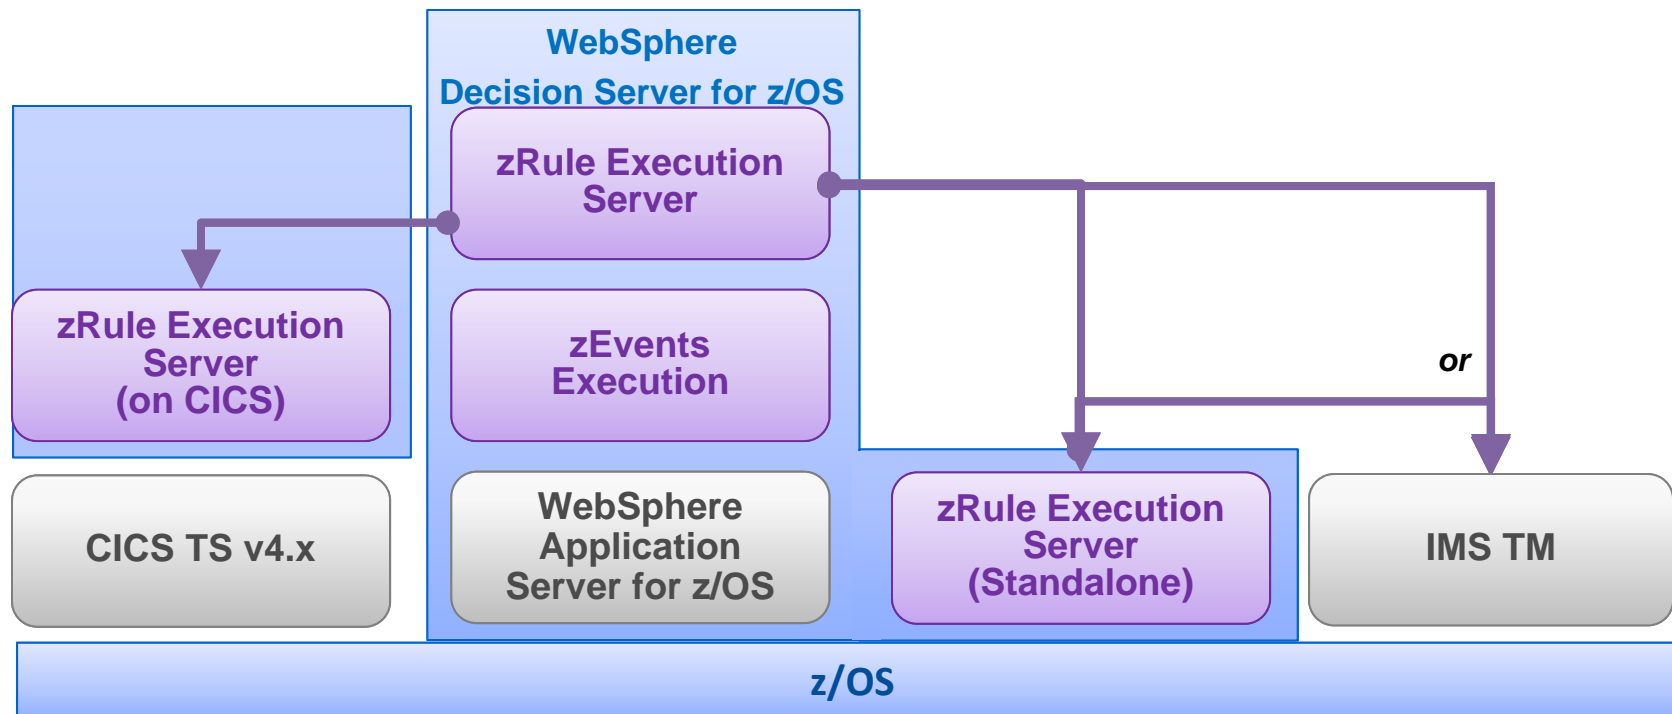 WebSphere
Decision Server for z/OS
zRule Execution
Server
zRule Execution
Server
(on CICS)
zEvents
Execution
or
CICS TS v4.x
WebSphere
Application
Server for z/OS
zRule Execution
Server
(Standalone)
IMS TM
z/OS